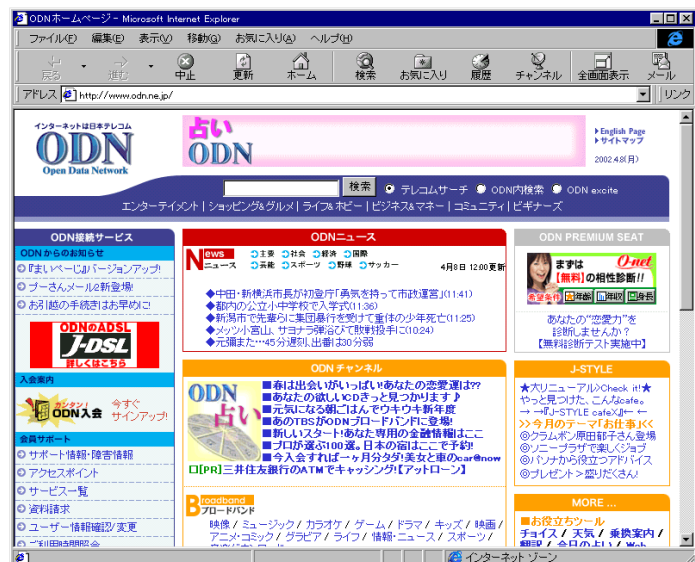 ODNホームページ - Microsoft Internet Explorer
ファイル(F) 編集(E) 表示(V) 移動(G) お気に入り(A) ヘルプ(H)
戻る 進む 中止 更新 ホーム 検索 お気に入り 履歴 チャンネル 全画面表示 メール
アドレス http://www.odn.ne.jp/ リンク
インターネットは日本テレコム
ODN
Open Data Network
占い
ODN
English Page
サイトマップ
2002.4.8(月)
検索 テレコムサーチ ODN内検索 ODN excite
エンターテイメント | ショッピング&グルメ | ライフ&ホビー | ビジネス&マネー | コミュニティ | ビギナーズ
ODN接続サービス
ODNからのお知らせ
『まいぺーじ』バージョンアップ!
プーさんメール2新登場!
お引越の手続きはお早めに!
ODNのADSL
J-DSL
詳しくはこちら
入会案内
カンタン!
ODN入会
今すぐ
サインアップ!
会員サポート
サポート情報・障害情報
アクセスポイント
サービス一覧
資料請求
ユーザー情報確認/変更
ご利用時間照会
ODNニュース
News
ニュース
主要 社会 経済 国際
芸能 スポーツ 野球 サッカー
4月8日 12:00更新
◆中田・新横浜市長が初登庁「勇気を持って市政運営」(11:41)
◆都内の公立小中学校で入学式(11:36)
◆新潟市で先輩らに集団暴行を受けて重体の少年死亡(11:25)
◆メッツ小宮山、サヨナラ弾浴びて敗戦投手に(10:24)
◆元彌また…45分遅刻、出番は30分弱
ODN チャンネル
ODN
占い
■春は出会いがいっぱい!あなたの恋愛運は??
■あなたの欲しいCDきっと見つかります♪
■元気になる朝ごはんでウキウキ新年度
■あのTBSがODNブロードバンドに登場!
■新しいスタート!あなた専用の金融情報はここ
■プロが選ぶ100選。日本の宿はここで予約!
■今入会すれば一ヶ月分タダ!美女と車のcar@now
□[PR]三井住友銀行のATMでキャッシング!【アットローン】
Broadband
ブロードバンド
映像 / ミュージック / カラオケ / ゲーム / ドラマ / キッズ / 映画 /
アニメ・コミック / グラビア / ライフ / 情報・ニュース / スポーツ /
ODN PREMIUM SEAT
まずは O-net
【無料】の相性診断!!
希望条件 年齢 年収 身長
あなたの“恋愛力”を
診断しませんか?
【無料診断テスト実施中】
J-STYLE
★大リニューアル>Check it!★
やっと見つけた、こんなcafe。
→ →『J-STYLE cafe』← ←
>>今月のテーマ「お仕事」<<
◎クラムボン原田郁子さん登場
◎ソニープラザで楽しくジョブ
◎パソナから役立つアドバイス
◎プレゼント>盛りだくさん!
MORE ...
■お役立ちツール
チョイス / 天気 / 乗換案内 /
翻訳 / 今日の占い / Web
インターネット ゾーン